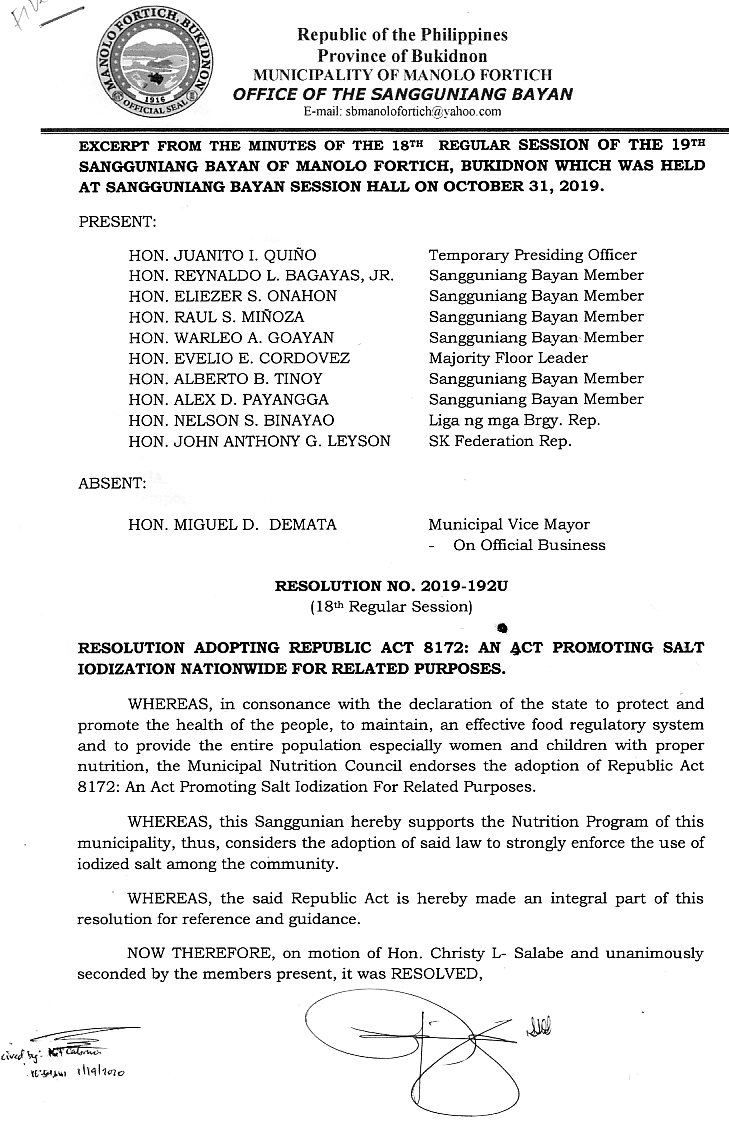 Republic of the Philippines
Province of Bukidnon
MUNICIPALITY OF MANOLO FORTICH
OFFICE OF THE SANGGUNIANG BAYAN
E-mail: sbmanolofortich@yahoo.com
MANOLO FORTICH, BUKIDNON
1916
OFFICIAL SEAL
EXCERPT FROM THE MINUTES OF THE 18TH REGULAR SESSION OF THE 19TH
SANGGUNIANG BAYAN OF MANOLO FORTICH, BUKIDNON WHICH WAS HELD
AT SANGGUNIANG BAYAN SESSION HALL ON OCTOBER 31, 2019.
PRESENT:
HON. JUANITO I. QUIÑO Temporary Presiding Officer
HON. REYNALDO L. BAGAYAS, JR. Sangguniang Bayan Member
HON. ELIEZER S. ONAHON Sangguniang Bayan Member
HON. RAUL S. MIÑOZA Sangguniang Bayan Member
HON. WARLEO A. GOAYAN Sangguniang Bayan Member
HON. EVELIO E. CORDOVEZ Majority Floor Leader
HON. ALBERTO B. TINOY Sangguniang Bayan Member
HON. ALEX D. PAYANGGA Sangguniang Bayan Member
HON. NELSON S. BINAYAO Liga ng mga Brgy. Rep.
HON. JOHN ANTHONY G. LEYSON SK Federation Rep.
ABSENT:
HON. MIGUEL D. DEMATA Municipal Vice Mayor
- On Official Business
RESOLUTION NO. 2019-192U
(18th Regular Session)
RESOLUTION ADOPTING REPUBLIC ACT 8172: AN ACT PROMOTING SALT
IODIZATION NATIONWIDE FOR RELATED PURPOSES.
WHEREAS, in consonance with the declaration of the state to protect and
promote the health of the people, to maintain, an effective food regulatory system
and to provide the entire population especially women and children with proper
nutrition, the Municipal Nutrition Council endorses the adoption of Republic Act
8172: An Act Promoting Salt Iodization For Related Purposes.
WHEREAS, this Sanggunian hereby supports the Nutrition Program of this
municipality, thus, considers the adoption of said law to strongly enforce the use of
iodized salt among the community.
WHEREAS, the said Republic Act is hereby made an integral part of this
resolution for reference and guidance.
NOW THEREFORE, on motion of Hon. Christy L- Salabe and unanimously
seconded by the members present, it was RESOLVED,
by:
1/19/2020